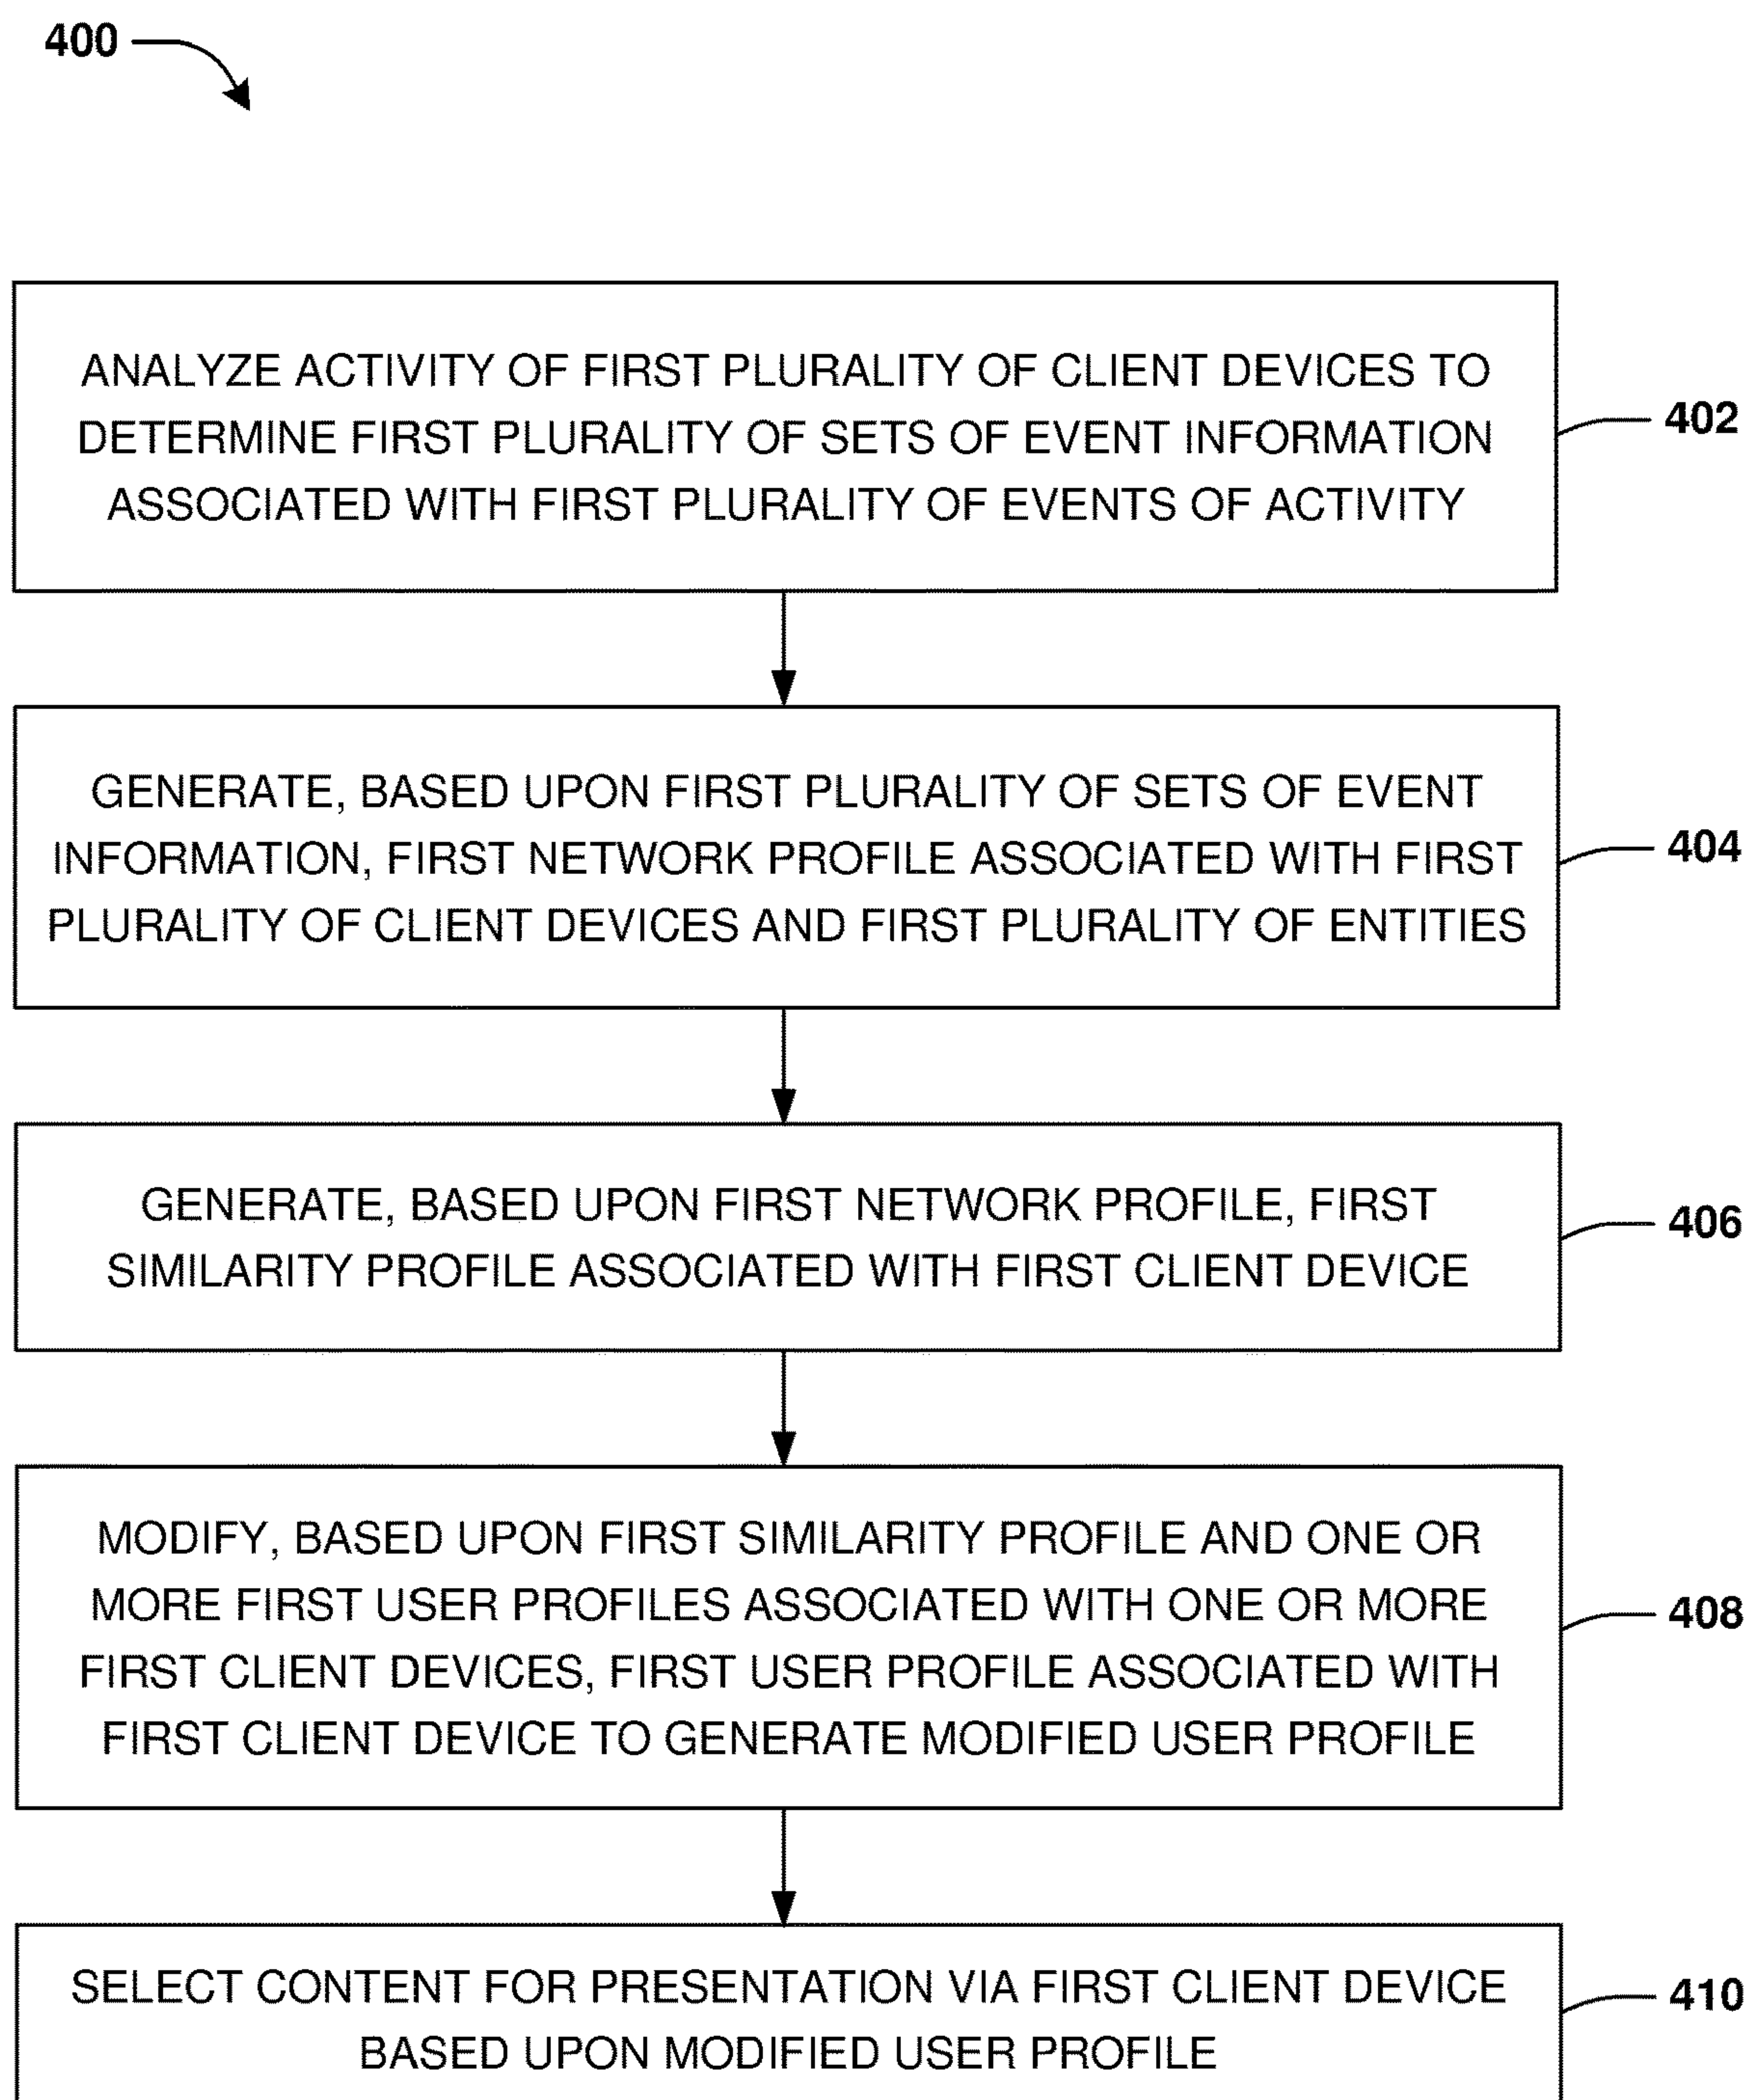 400
ANALYZE ACTIVITY OF FIRST PLURALITY OF CLIENT DEVICES TO
DETERMINE FIRST PLURALITY OF SETS OF EVENT INFORMATION
ASSOCIATED WITH FIRST PLURALITY OF EVENTS OF ACTIVITY
402
GENERATE, BASED UPON FIRST PLURALITY OF SETS OF EVENT
INFORMATION, FIRST NETWORK PROFILE ASSOCIATED WITH FIRST
PLURALITY OF CLIENT DEVICES AND FIRST PLURALITY OF ENTITIES
404
GENERATE, BASED UPON FIRST NETWORK PROFILE, FIRST
SIMILARITY PROFILE ASSOCIATED WITH FIRST CLIENT DEVICE
406
MODIFY, BASED UPON FIRST SIMILARITY PROFILE AND ONE OR
MORE FIRST USER PROFILES ASSOCIATED WITH ONE OR MORE
FIRST CLIENT DEVICES, FIRST USER PROFILE ASSOCIATED WITH
FIRST CLIENT DEVICE TO GENERATE MODIFIED USER PROFILE
408
SELECT CONTENT FOR PRESENTATION VIA FIRST CLIENT DEVICE
BASED UPON MODIFIED USER PROFILE
410